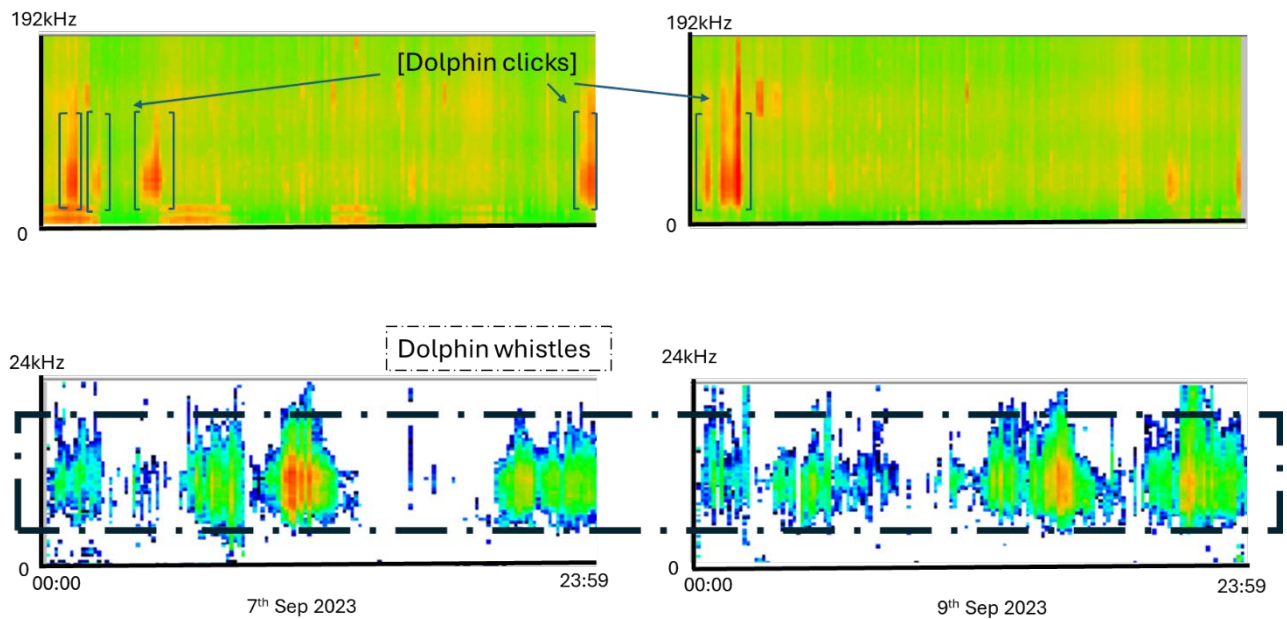 192kHz
192kHz
[Dolphin clicks]
0
0
Dolphin whistles
24kHz
24kHz
0
0
00:00
23:59
00:00
23:59
7th Sep 2023
9th Sep 2023